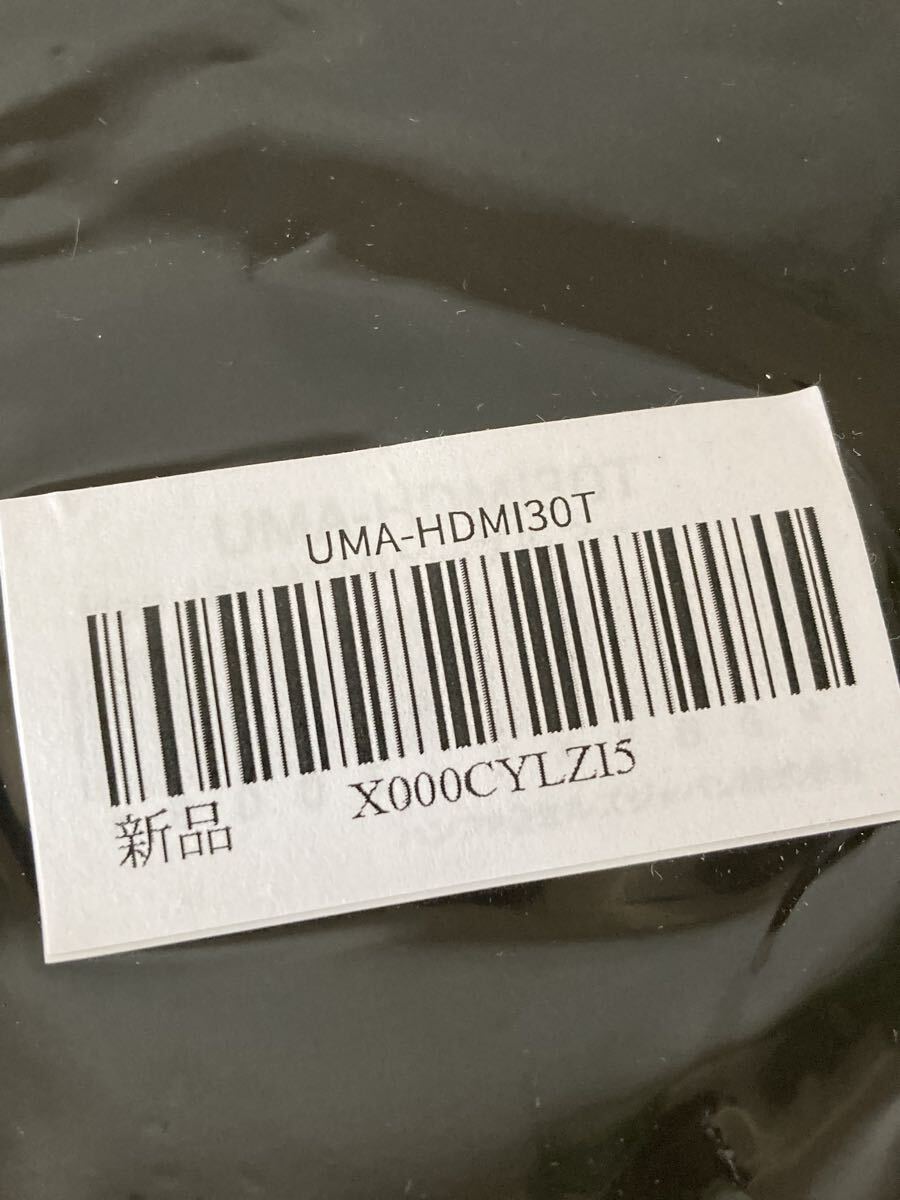 UMA-HDMI30T
新品 X000CYLZI5